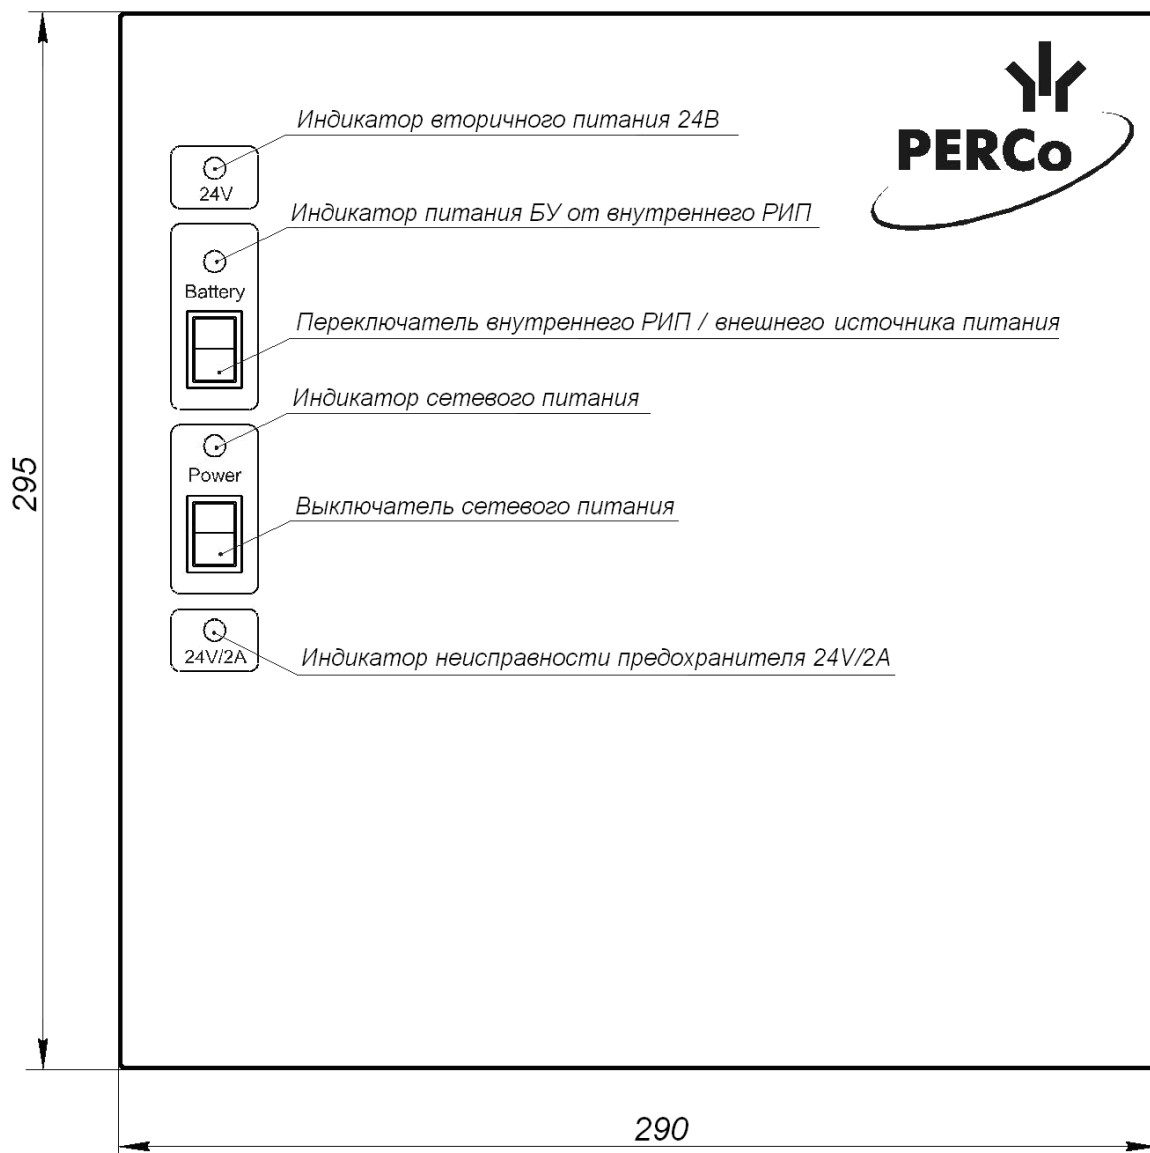 Индикатор вторичного питания 24В
PERCo
24V
Индикатор питания БУ от внутреннего РИП
Battery
Переключатель внутреннего РИП / внешнего источника питания
Индикатор сетевого питания
Power
295
Выключатель сетевого питания
24V/2A
Индикатор неисправности предохранителя 24V/2A
290